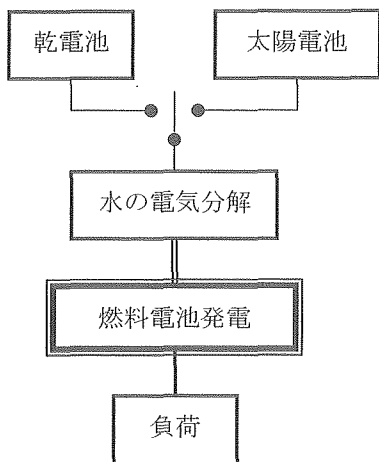 乾電池
太陽電池
水の電気分解
燃料電池発電
負荷